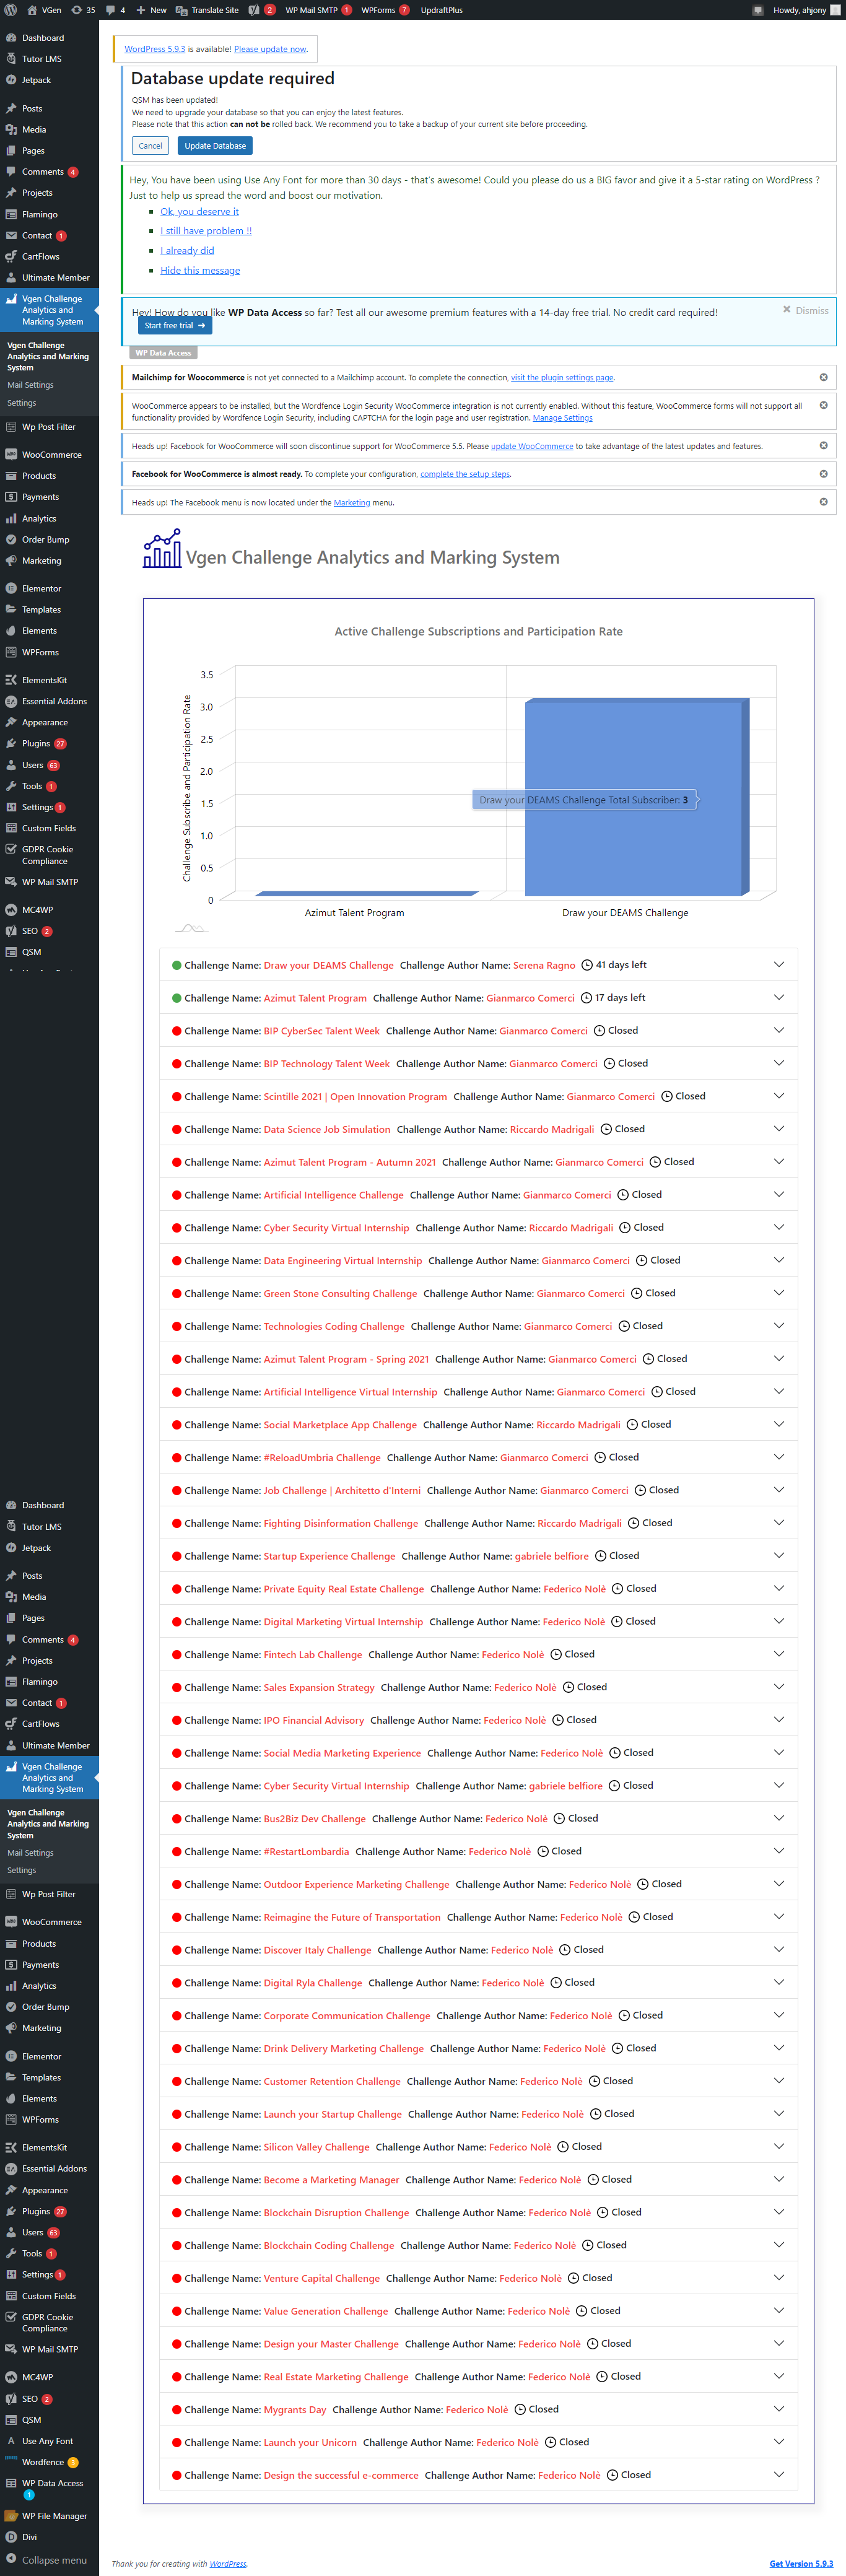 VGen 35 4 New Translate Site 2 WP Mail SMTP 1 WPForms 7 UpdraftPlus Howdy, ahjony
Dashboard
Tutor LMS
Jetpack
Posts
Media
Pages
Comments 4
Projects
Flamingo
Contact 1
CartFlows
Ultimate Member
Vgen Challenge
Analytics and
Marking System
Vgen Challenge
Analytics and Marking
System
Mail Settings
Settings
Wp Post Filter
WooCommerce
Products
Payments
Analytics
Order Bump
Marketing
Elementor
Templates
Elements
WPForms
ElementsKit
Essential Addons
Appearance
Plugins 27
Users 63
Tools 1
Settings 1
Custom Fields
GDPR Cookie
Compliance
WP Mail SMTP
MC4WP
SEO 2
QSM
WordPress 5.9.3 is available! Please update now.
Database update required
QSM has been updated!
We need to upgrade your database so that you can enjoy the latest features.
Please note that this action can not be rolled back. We recommend you to take a backup of your current site before proceeding.
Cancel Update Database
Hey, You have been using Use Any Font for more than 30 days - that's awesome! Could you please do us a BIG favor and give it a 5-star rating on WordPress ?
Just to help us spread the word and boost our motivation.
Ok, you deserve it
I still have problem !!
I already did
Hide this message
Hey! How do you like WP Data Access so far? Test all our awesome premium features with a 14-day free trial. No credit card required! Dismiss
Start free trial
WP Data Access
Mailchimp for Woocommerce is not yet connected to a Mailchimp account. To complete the connection, visit the plugin settings page.
WooCommerce appears to be installed, but the Wordfence Login Security WooCommerce integration is not currently enabled. Without this feature, WooCommerce forms will not support all
functionality provided by Wordfence Login Security, including CAPTCHA for the login page and user registration. Manage Settings
Heads up! Facebook for WooCommerce will soon discontinue support for WooCommerce 5.5. Please update WooCommerce to take advantage of the latest updates and features.
Facebook for WooCommerce is almost ready. To complete your configuration, complete the setup steps.
Heads up! The Facebook menu is now located under the Marketing menu.
Vgen Challenge Analytics and Marking System
Active Challenge Subscriptions and Participation Rate
Challenge Subscribe and Participation Rate
3.5
3.0
2.5
2.0
1.5
1.0
0.5
0
Draw your DEAMS Challenge Total Subscriber: 3
Azimut Talent Program Draw your DEAMS Challenge
Challenge Name: Draw your DEAMS Challenge Challenge Author Name: Serena Ragno 41 days left
Challenge Name: Azimut Talent Program Challenge Author Name: Gianmarco Comerci 17 days left
Challenge Name: BIP CyberSec Talent Week Challenge Author Name: Gianmarco Comerci Closed
Challenge Name: BIP Technology Talent Week Challenge Author Name: Gianmarco Comerci Closed
Challenge Name: Scintille 2021 | Open Innovation Program Challenge Author Name: Gianmarco Comerci Closed
Challenge Name: Data Science Job Simulation Challenge Author Name: Riccardo Madrigali Closed
Challenge Name: Azimut Talent Program - Autumn 2021 Challenge Author Name: Gianmarco Comerci Closed
Challenge Name: Artificial Intelligence Challenge Challenge Author Name: Gianmarco Comerci Closed
Challenge Name: Cyber Security Virtual Internship Challenge Author Name: Riccardo Madrigali Closed
Challenge Name: Data Engineering Virtual Internship Challenge Author Name: Gianmarco Comerci Closed
Challenge Name: Green Stone Consulting Challenge Challenge Author Name: Gianmarco Comerci Closed
Challenge Name: Technologies Coding Challenge Challenge Author Name: Gianmarco Comerci Closed
Challenge Name: Azimut Talent Program - Spring 2021 Challenge Author Name: Gianmarco Comerci Closed
Challenge Name: Artificial Intelligence Virtual Internship Challenge Author Name: Gianmarco Comerci Closed
Challenge Name: Social Marketplace App Challenge Challenge Author Name: Riccardo Madrigali Closed
Challenge Name: #ReloadUmbria Challenge Challenge Author Name: Gianmarco Comerci Closed
Challenge Name: Job Challenge | Architetto d'Interni Challenge Author Name: Gianmarco Comerci Closed
Challenge Name: Fighting Disinformation Challenge Challenge Author Name: Riccardo Madrigali Closed
Challenge Name: Startup Experience Challenge Challenge Author Name: gabriele belfiore Closed
Challenge Name: Private Equity Real Estate Challenge Challenge Author Name: Federico Nolè Closed
Challenge Name: Digital Marketing Virtual Internship Challenge Author Name: Federico Nolè Closed
Challenge Name: Fintech Lab Challenge Challenge Author Name: Federico Nolè Closed
Challenge Name: Sales Expansion Strategy Challenge Author Name: Federico Nolè Closed
Challenge Name: IPO Financial Advisory Challenge Author Name: Federico Nolè Closed
Challenge Name: Social Media Marketing Experience Challenge Author Name: Federico Nolè Closed
Challenge Name: Cyber Security Virtual Internship Challenge Author Name: gabriele belfiore Closed
Challenge Name: Bus2Biz Dev Challenge Challenge Author Name: Federico Nolè Closed
Challenge Name: #RestartLombardia Challenge Author Name: Federico Nolè Closed
Challenge Name: Outdoor Experience Marketing Challenge Challenge Author Name: Federico Nolè Closed
Challenge Name: Reimagine the Future of Transportation Challenge Author Name: Federico Nolè Closed
Challenge Name: Discover Italy Challenge Challenge Author Name: Federico Nolè Closed
Challenge Name: Digital Ryla Challenge Challenge Author Name: Federico Nolè Closed
Challenge Name: Corporate Communication Challenge Challenge Author Name: Federico Nolè Closed
Challenge Name: Drink Delivery Marketing Challenge Challenge Author Name: Federico Nolè Closed
Challenge Name: Customer Retention Challenge Challenge Author Name: Federico Nolè Closed
Challenge Name: Launch your Startup Challenge Challenge Author Name: Federico Nolè Closed
Challenge Name: Silicon Valley Challenge Challenge Author Name: Federico Nolè Closed
Challenge Name: Become a Marketing Manager Challenge Author Name: Federico Nolè Closed
Challenge Name: Blockchain Disruption Challenge Challenge Author Name: Federico Nolè Closed
Challenge Name: Blockchain Coding Challenge Challenge Author Name: Federico Nolè Closed
Challenge Name: Venture Capital Challenge Challenge Author Name: Federico Nolè Closed
Challenge Name: Value Generation Challenge Challenge Author Name: Federico Nolè Closed
Challenge Name: Design your Master Challenge Challenge Author Name: Federico Nolè Closed
Challenge Name: Real Estate Marketing Challenge Challenge Author Name: Federico Nolè Closed
Challenge Name: Mygrants Day Challenge Author Name: Federico Nolè Closed
Challenge Name: Launch your Unicorn Challenge Author Name: Federico Nolè Closed
Challenge Name: Design the successful e-commerce Challenge Author Name: Federico Nolè Closed
Dashboard
Tutor LMS
Jetpack
Posts
Media
Pages
Comments 4
Projects
Flamingo
Contact 1
CartFlows
Ultimate Member
Vgen Challenge
Analytics and
Marking System
Vgen Challenge
Analytics and Marking
System
Mail Settings
Settings
Wp Post Filter
WooCommerce
Products
Payments
Analytics
Order Bump
Marketing
Elementor
Templates
Elements
WPForms
ElementsKit
Essential Addons
Appearance
Plugins 27
Users 63
Tools 1
Settings 1
Custom Fields
GDPR Cookie
Compliance
WP Mail SMTP
MC4WP
SEO 2
QSM
Use Any Font
Wordfence 3
WP Data Access
1
WP File Manager
Divi
Collapse menu
Thank you for creating with WordPress. Get Version 5.9.3